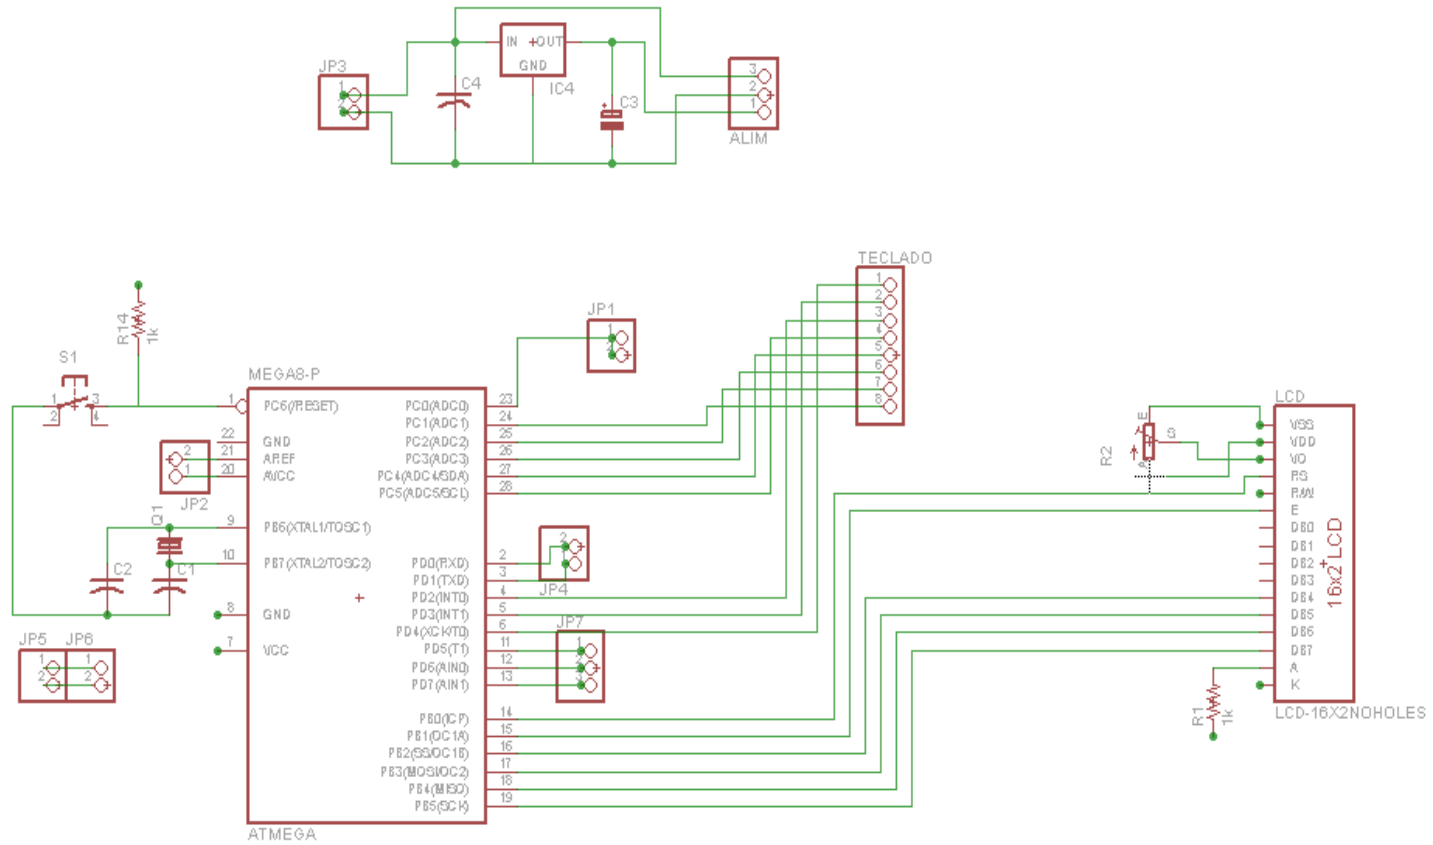 IN +OUT
GND
IC4
JP3
1
2
C4
C3
3
2
1
ALIM
TECLADO
1
2
3
4
5
6
7
8
JP1
1
2
R14
1k
S1
1
3
2
4
MEGA8-P
1 PC6(/RESET)
22 GND
21 AREF
20 AVCC
2
1
JP2
Q1
9 PB6(XTAL1/TOSC1)
10 PB7(XTAL2/TOSC2)
C2
C1
8 GND
7 VCC
JP5 JP6
1 1
2 2
PC0(ADC0) 23
PC1(ADC1) 24
PC2(ADC2) 25
PC3(ADC3) 26
PC4(ADC4/SDA) 27
PC5(ADC5/SCL) 28
PD0(RXD) 2
PD1(TXD) 3
PD2(INT0) 4
PD3(INT1) 5
PD4(XCK/T0) 6
PD5(T1) 11
PD6(AIN0) 12
PD7(AIN1) 13
PB0(ICP) 14
PB1(OC1A) 15
PB2(SS/OC1B) 16
PB3(MOSI/OC2) 17
PB4(MISO) 18
PB5(SCK) 19
ATMEGA
2
1
JP4
JP7
1
2
3
R2
E
S
A
LCD
VSS
VDD
VO
RS
R/W
E
DB0
DB1
DB2
DB3
DB4
DB5
DB6
DB7
A
K
16x2 LCD
R1
1k
LCD-16X2NOHOLES